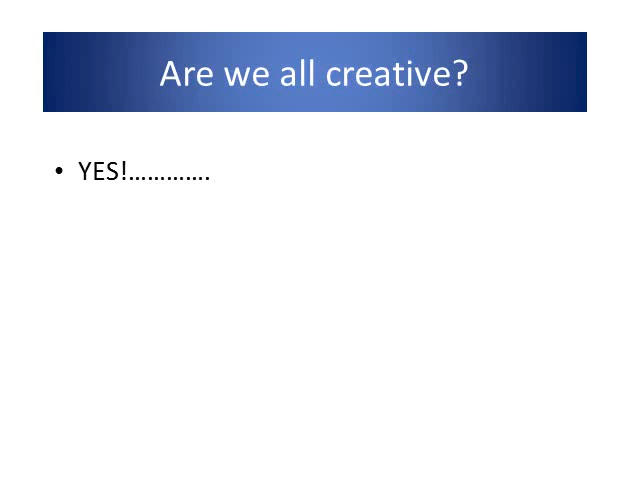 Are we all creative?
• YES!………….